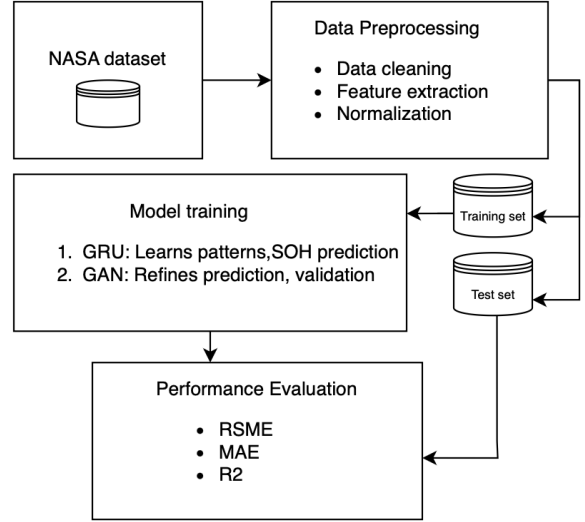 NASA dataset
Data Preprocessing
• Data cleaning
• Feature extraction
• Normalization
Training set
Test set
Model training
1. GRU: Learns patterns,SOH prediction
2. GAN: Refines prediction, validation
Performance Evaluation
• RSME
• MAE
• R2